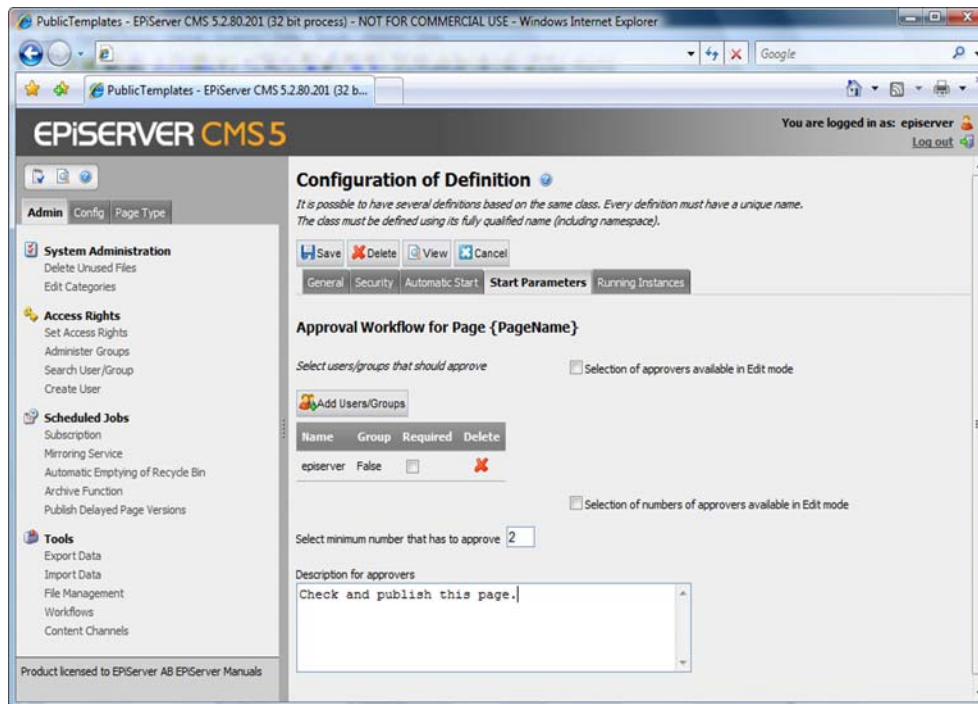 PublicTemplates - EPiServer CMS 5.2.80.201 (32 bit process) - NOT FOR COMMERCIAL USE - Windows Internet Explorer
Google
PublicTemplates - EPiServer CMS 5.2.80.201 (32 b...
EPiSERVER CMS 5
You are logged in as: episerver
Log out
Admin Config Page Type
System Administration
Delete Unused Files
Edit Categories
Access Rights
Set Access Rights
Administer Groups
Search User/Group
Create User
Scheduled Jobs
Subscription
Mirroring Service
Automatic Emptying of Recycle Bin
Archive Function
Publish Delayed Page Versions
Tools
Export Data
Import Data
File Management
Workflows
Content Channels
Product licensed to EPiServer AB EPiServer Manuals
Configuration of Definition
It is possible to have several definitions based on the same class. Every definition must have a unique name.
The class must be defined using its fully qualified name (including namespace).
Save Delete View Cancel
General Security Automatic Start Start Parameters Running Instances
Approval Workflow for Page {PageName}
Select users/groups that should approve
Selection of approvers available in Edit mode
Add Users/Groups
Name Group Required Delete
episerver False
Selection of numbers of approvers available in Edit mode
Select minimum number that has to approve 2
Description for approvers
Check and publish this page.